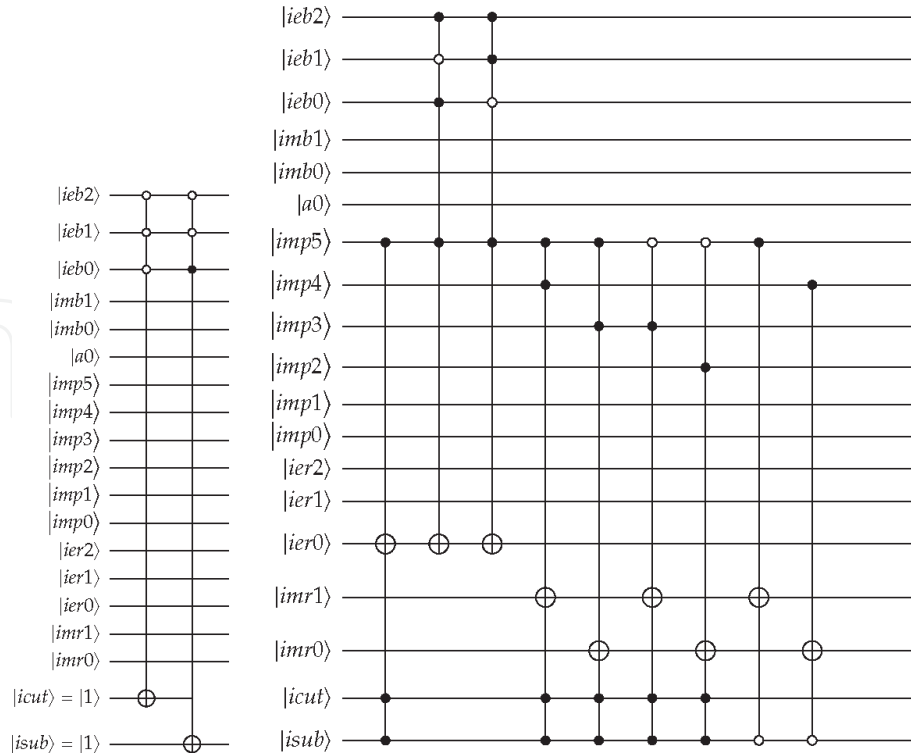 |ieb2⟩
|ieb1⟩
|ieb0⟩
|imb1⟩
|imb0⟩
|a0⟩
|imp5⟩
|imp4⟩
|imp3⟩
|imp2⟩
|imp1⟩
|imp0⟩
|ier2⟩
|ier1⟩
|ier0⟩
|imr1⟩
|imr0⟩
|icut⟩ = |1⟩
|isub⟩ = |1⟩
|ieb2⟩
|ieb1⟩
|ieb0⟩
|imb1⟩
|imb0⟩
|a0⟩
|imp5⟩
|imp4⟩
|imp3⟩
|imp2⟩
|imp1⟩
|imp0⟩
|ier2⟩
|ier1⟩
|ier0⟩
|imr1⟩
|imr0⟩
|icut⟩
|isub⟩